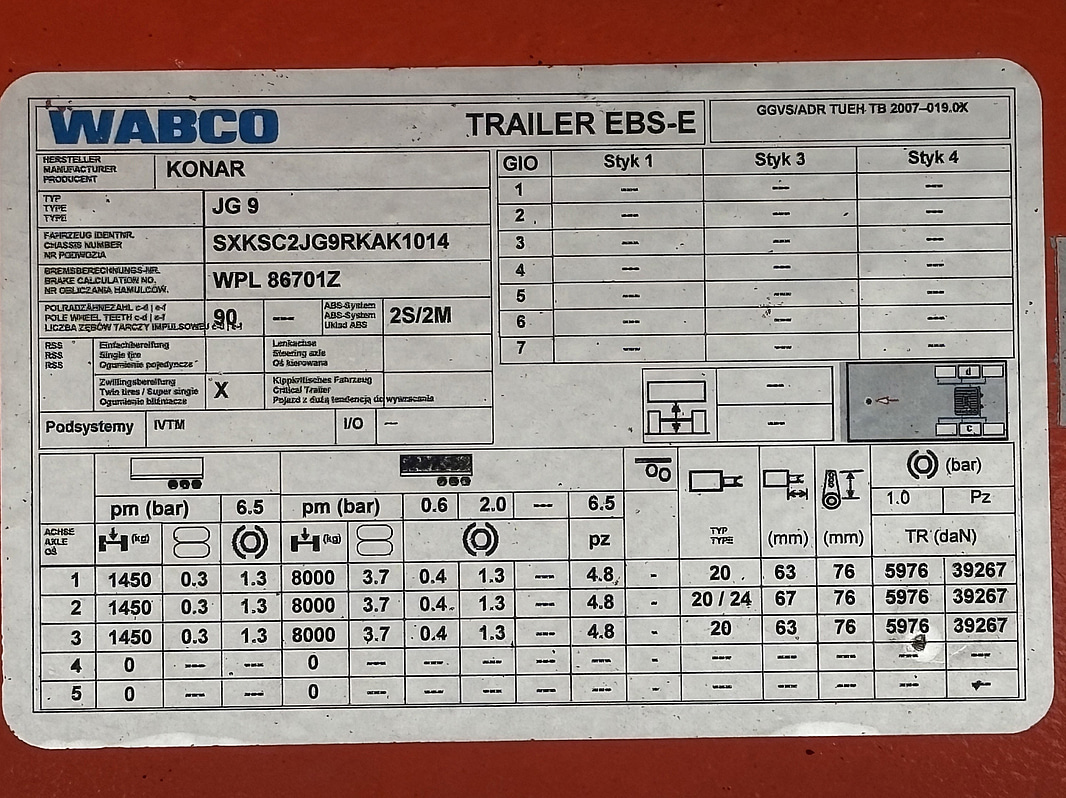 WABCO
TRAILER EBS-E
GGVS/ADR TUEH TB 2007-019.0X
HERSTELLER
MANUFACTURER
PRODUCENT
KONAR
TYP
TYPE
TYPE
JG 9
FAHRZEUG IDENTNR.
CHASSIS NUMBER
NR PODWOZIA
SXKSC2JG9RKAK1014
BREMSBERECHNUNGS-NR.
BRAKE CALCULATION NO.
NR OBLICZANIA HAMULCÓW.
WPL 86701Z
POLRADZÄHNEZAHL c-d | e-f
POLE WHEEL TEETH c-d | e-f
LICZBA ZĘBÓW TARCZY IMPULSOWEJ c-d | e-f
90
---
ABS-System
ABS-System
Układ ABS
2S/2M
RSS
RSS
RSS
Einfachbereifung
Single tire
Ogumienie pojedyncze
Lenkachse
Steering axle
Oś kierowana
Zwillingsbereifung
Twin tires / Super single
Ogumienie bliźniacze
X
Kippkritisches Fahrzeug
Critical Trailer
Pojazd z dużą tendencją do wywracania
Podsystemy
IVTM
I/O
---
GIO Styk 1 Styk 3 Styk 4
1 --- --- ---
2 --- --- ---
3 --- --- ---
4 --- --- ---
5 --- --- ---
6 --- --- ---
7 --- --- ---
---
---
d
c
(bar)
pm (bar) 6.5 pm (bar) 0.6 2.0 --- 6.5 1.0 Pz
ACHSE
AXLE
OŚ
(kg) (kg) pz
TYP
TYPE
(mm) (mm) TR (daN)
1 1450 0.3 1.3 8000 3.7 0.4 1.3 --- 4.8 - 20 63 76 5976 39267
2 1450 0.3 1.3 8000 3.7 0.4 1.3 --- 4.8 - 20 / 24 67 76 5976 39267
3 1450 0.3 1.3 8000 3.7 0.4 1.3 --- 4.8 - 20 63 76 5976 39267
4 0 --- --- 0 --- --- --- --- --- - --- --- --- --- ---
5 0 --- --- 0 --- --- --- --- --- - --- --- --- --- ---